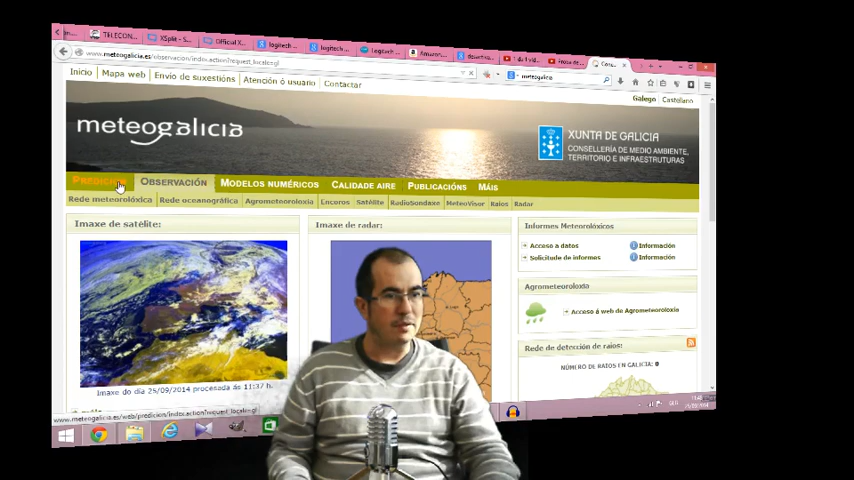 TELECON...
XSplit - S...
Official X...
logitech ...
logitech ...
Logitech ...
Amazon...
www.meteogalicia.es/observacion/index.action?request_locale=gl
meteogalicia
Inicio Mapa web Envío de suxestións Atención ó usuario Contactar
Galego Castellano
meteogalicia
XUNTA DE GALICIA
CONSELLERÍA DE MEDIO AMBIENTE,
TERRITORIO E INFRAESTRUTURAS
PREDICIÓN OBSERVACIÓN MODELOS NUMÉRICOS CALIDADE AIRE PUBLICACIÓNS MÁIS
Rede meteorolóxica Rede oceanográfica Agrometeoroloxía Encoros Satélite Radiosondaxe MeteoVisor Raios Radar
Imaxe de satélite:
Imaxe do día 25/09/2014 procesada ás 11:37 h.
Imaxe de radar:
Informes Meteorolóxicos
Acceso a datos Información
Solicitude de informes Información
Agrometeoroloxía
Acceso á web de Agrometeoroloxía
Rede de detección de raios:
NÚMERO DE RAIOS EN GALICIA: 0
www.meteogalicia.es/web/predicion/index.action?request_locale=gl